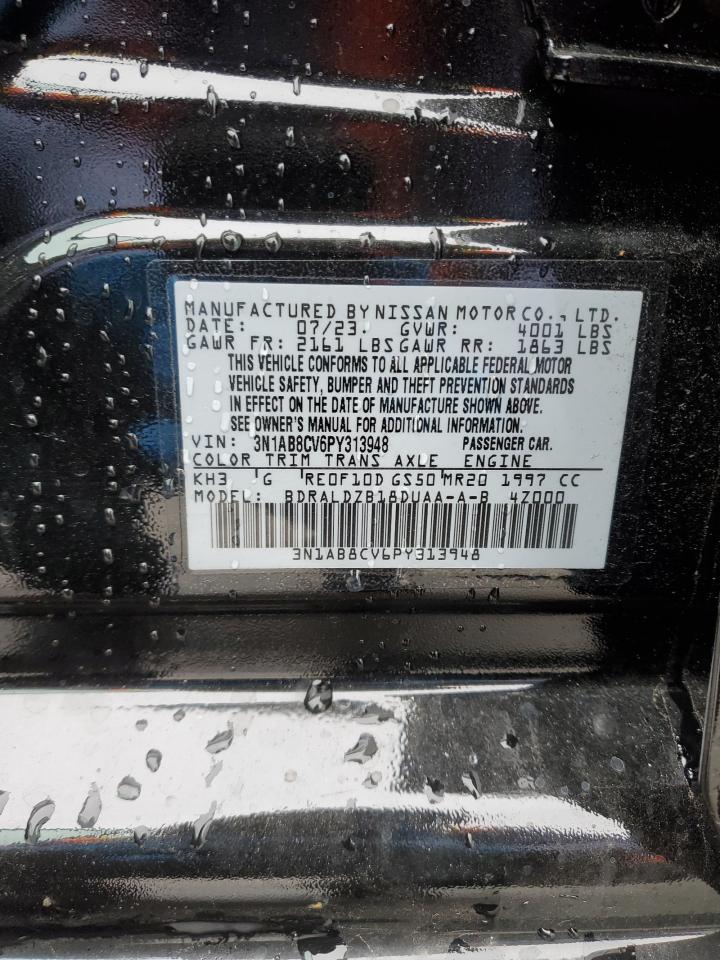 MANUFACTURED BY NISSAN MOTOR CO., LTD.
DATE: 07/23 GVWR: 4001 LBS
GAWR FR: 2161 LBS GAWR RR: 1863 LBS
THIS VEHICLE CONFORMS TO ALL APPLICABLE FEDERAL MOTOR
VEHICLE SAFETY, BUMPER AND THEFT PREVENTION STANDARDS
IN EFFECT ON THE DATE OF MANUFACTURE SHOWN ABOVE.
SEE OWNER'S MANUAL FOR ADDITIONAL INFORMATION.
VIN: 3N1AB8CV6PY313948 PASSENGER CAR.
COLOR TRIM TRANS AXLE ENGINE
KH3 G RE0F10D GS50 MR20 1997 CC
MODEL: BDRALDZB18DUAA-A-B 4Z000
3N1AB8CV6PY313948